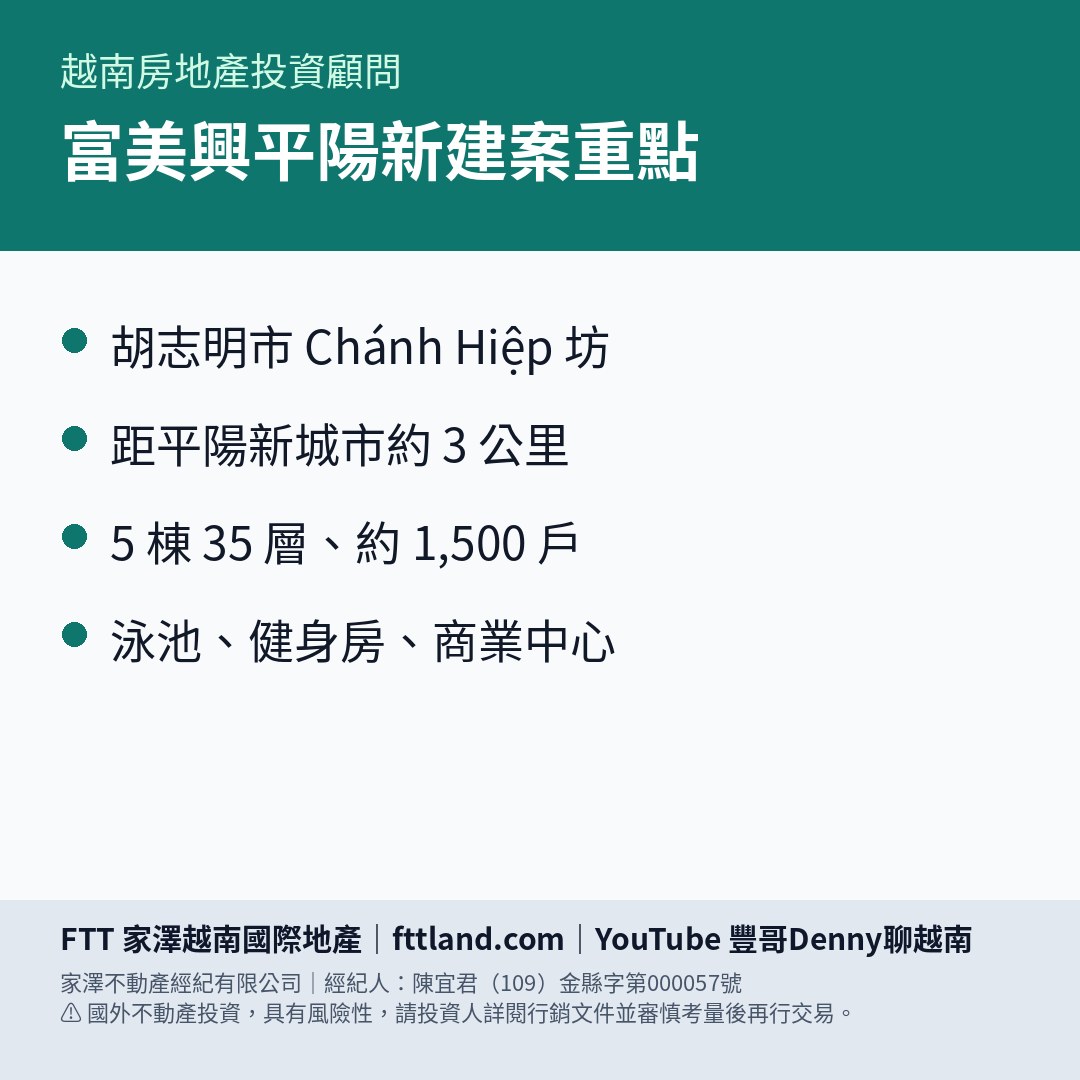 越南房地產投資顧問
富美興平陽新建案重點
胡志明市 Chánh Hiệp 坊
距平陽新城市約 3 公里
5 棟 35 層、約 1,500 戶
泳池、健身房、商業中心
FTT 家澤越南國際地產｜fttland.com｜YouTube 豐哥Denny聊越南
家澤不動產經紀有限公司｜經紀人：陳宜君（109）金縣字第000057號
⚠ 國外不動產投資，具有風險性，請投資人詳閱行銷文件並審慎考量後再行交易。